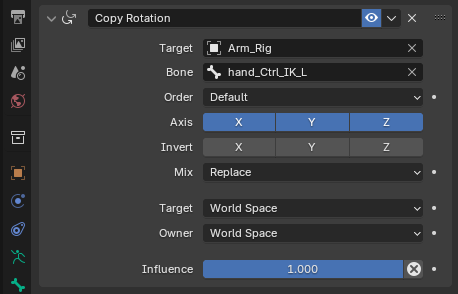 Copy Rotation
Target Arm_Rig
Bone hand_Ctrl_IK_L
Order Default
Axis X Y Z
Invert X Y Z
Mix Replace
Target World Space
Owner World Space
Influence 1.000